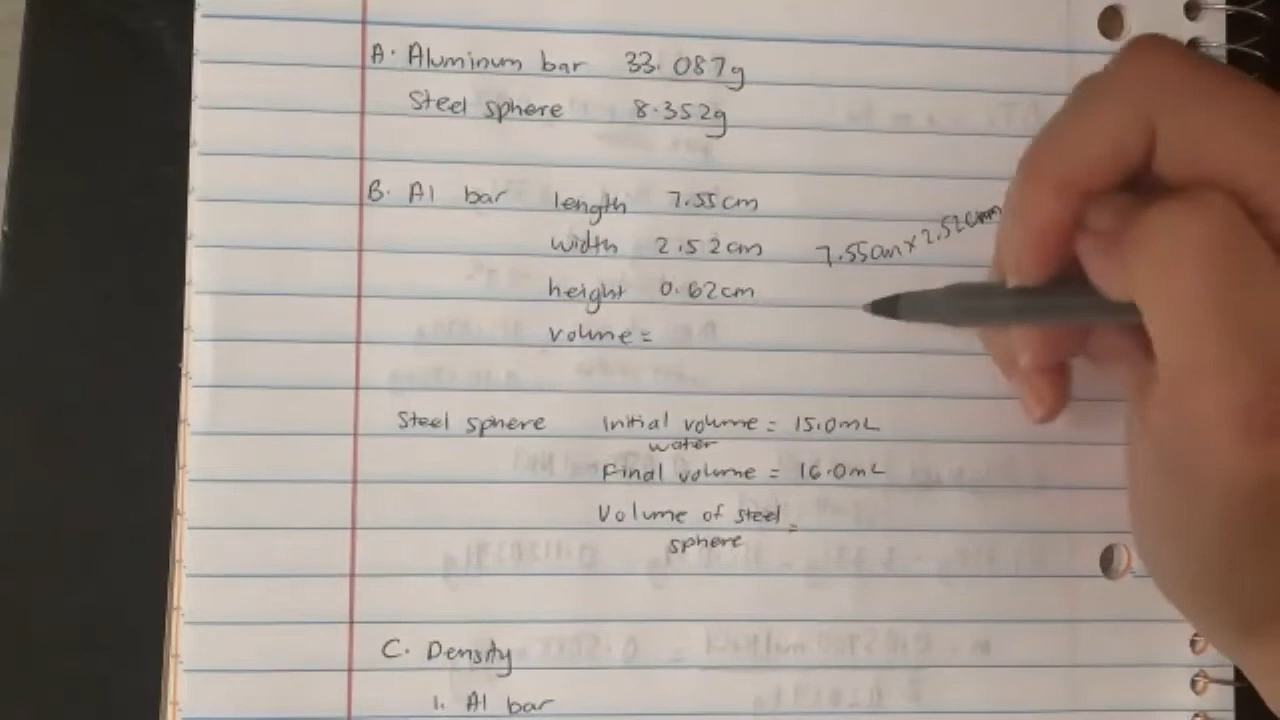 A. Aluminum bar 33.087g
Steel sphere 8.352g
B. Al bar length 7.55cm
width 2.52cm 7.55cm x 2.52cm
height 0.62cm
volume =
Steel sphere Initial volume = 15.0mL
water
Final volume = 16.0mL
Volume of steel =
sphere
C. Density
1. Al bar